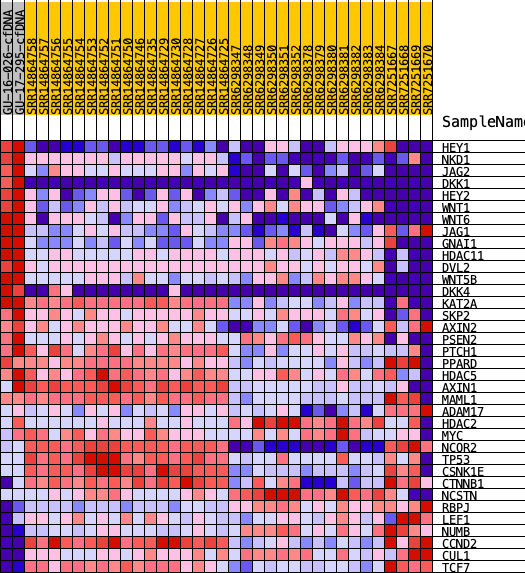 GU-16-026-cfDNA
GU-17-295-cfDNA
SRR14864758
SRR14864757
SRR14864756
SRR14864755
SRR14864754
SRR14864753
SRR14864752
SRR14864751
SRR14864740
SRR14864746
SRR14864735
SRR14864729
SRR14864730
SRR14864728
SRR14864727
SRR14864726
SRR14864725
SRR6298347
SRR6298348
SRR6298349
SRR6298350
SRR6298351
SRR6298352
SRR6298378
SRR6298379
SRR6298380
SRR6298381
SRR6298382
SRR6298383
SRR6298384
SRR7251667
SRR7251668
SRR7251669
SRR7251670
SampleName
HEY1
NKD1
JAG2
DKK1
HEY2
WNT1
WNT6
JAG1
GNAI1
HDAC11
DVL2
WNT5B
DKK4
KAT2A
SKP2
AXIN2
PSEN2
PTCH1
PPARD
HDAC5
AXIN1
MAML1
ADAM17
HDAC2
MYC
NCOR2
TP53
CSNK1E
CTNNB1
NCSTN
RBPJ
LEF1
NUMB
CCND2
CUL1
TCF7